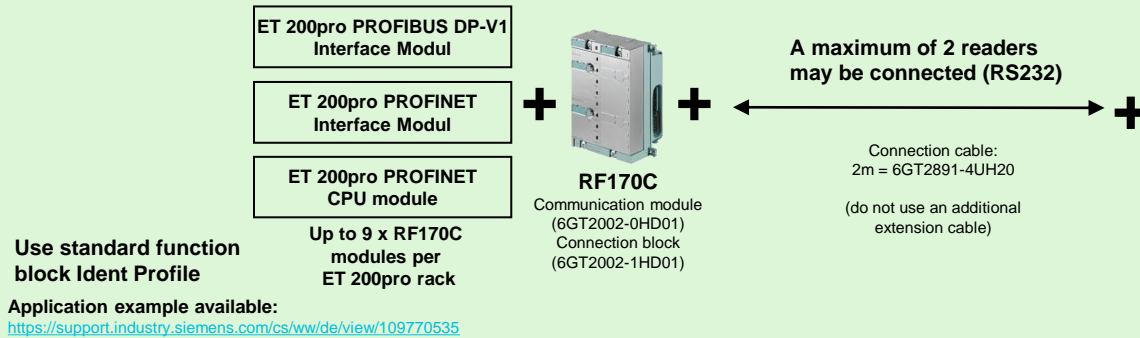 ET 200pro PROFIBUS DP-V1
Interface Modul
ET 200pro PROFINET
Interface Modul
ET 200pro PROFINET
CPU module
Up to 9 x RF170C
modules per
ET 200pro rack
+
RF170C
Communication module
(6GT2002-0HD01)
Connection block
(6GT2002-1HD01)
+
A maximum of 2 readers
may be connected (RS232)
Connection cable:
2m = 6GT2891-4UH20
(do not use an additional
extension cable)
+
Use standard function
block Ident Profile
Application example available:
https://support.industry.siemens.com/cs/ww/de/view/109770535